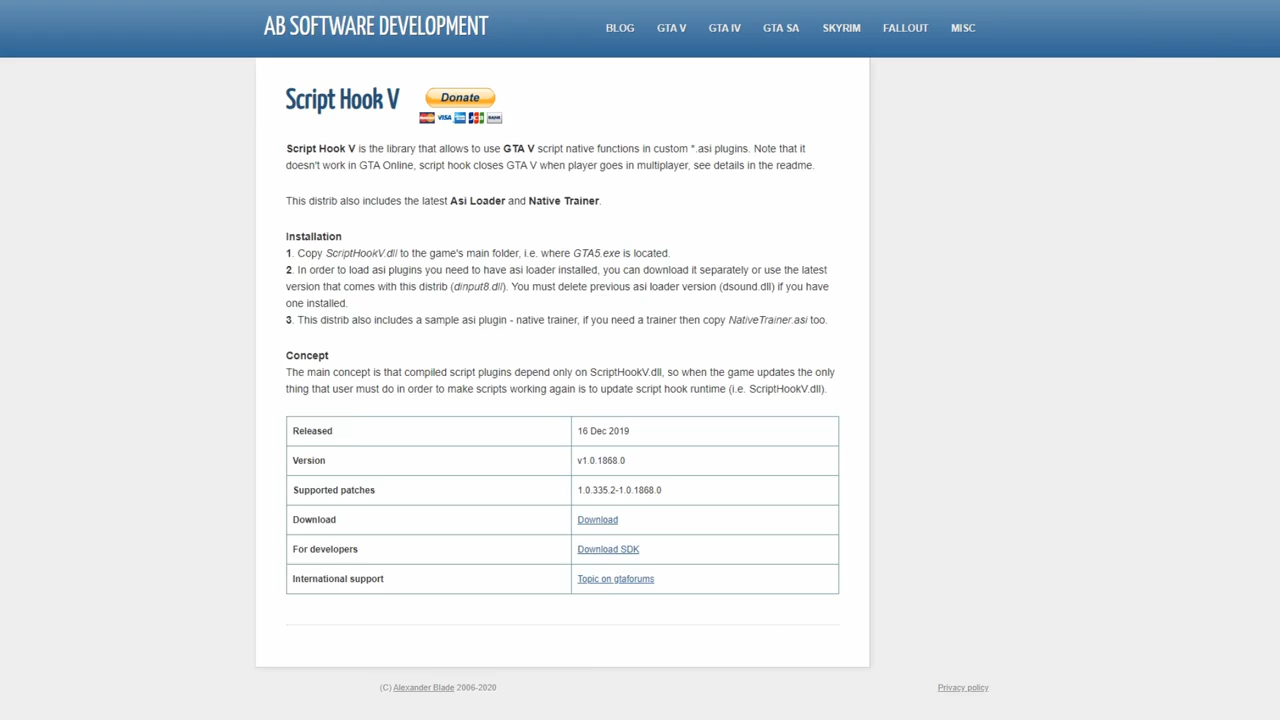 AB SOFTWARE DEVELOPMENT
BLOG GTA V GTA IV GTA SA SKYRIM FALLOUT MISC
Script Hook V
Donate
VISA
Script Hook V is the library that allows to use GTA V script native functions in custom *.asi plugins. Note that it
doesn't work in GTA Online, script hook closes GTA V when player goes in multiplayer, see details in the readme.
This distrib also includes the latest Asi Loader and Native Trainer.
Installation
1. Copy ScriptHookV.dll to the game's main folder, i.e. where GTA5.exe is located.
2. In order to load asi plugins you need to have asi loader installed, you can download it separately or use the latest
version that comes with this distrib (dinput8.dll). You must delete previous asi loader version (dsound.dll) if you have
one installed.
3. This distrib also includes a sample asi plugin - native trainer, if you need a trainer then copy NativeTrainer.asi too.
Concept
The main concept is that compiled script plugins depend only on ScriptHookV.dll, so when the game updates the only
thing that user must do in order to make scripts working again is to update script hook runtime (i.e. ScriptHookV.dll).
Released 16 Dec 2019
Version v1.0.1868.0
Supported patches 1.0.335.2-1.0.1868.0
Download Download
For developers Download SDK
International support Topic on gtaforums
(C) Alexander Blade 2006-2020
Privacy policy